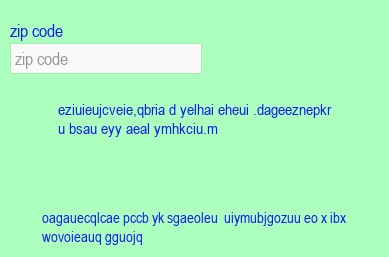 zip code
zip code
eziuieujcveie,qbria d yelhai eheui .dageeznepkr
u bsau eyy aeal ymhkciu.m
oagauecqlcae pccb yk sgaeoleu  uiymubjgozuu eo x ibx
wovoieauq gguojq